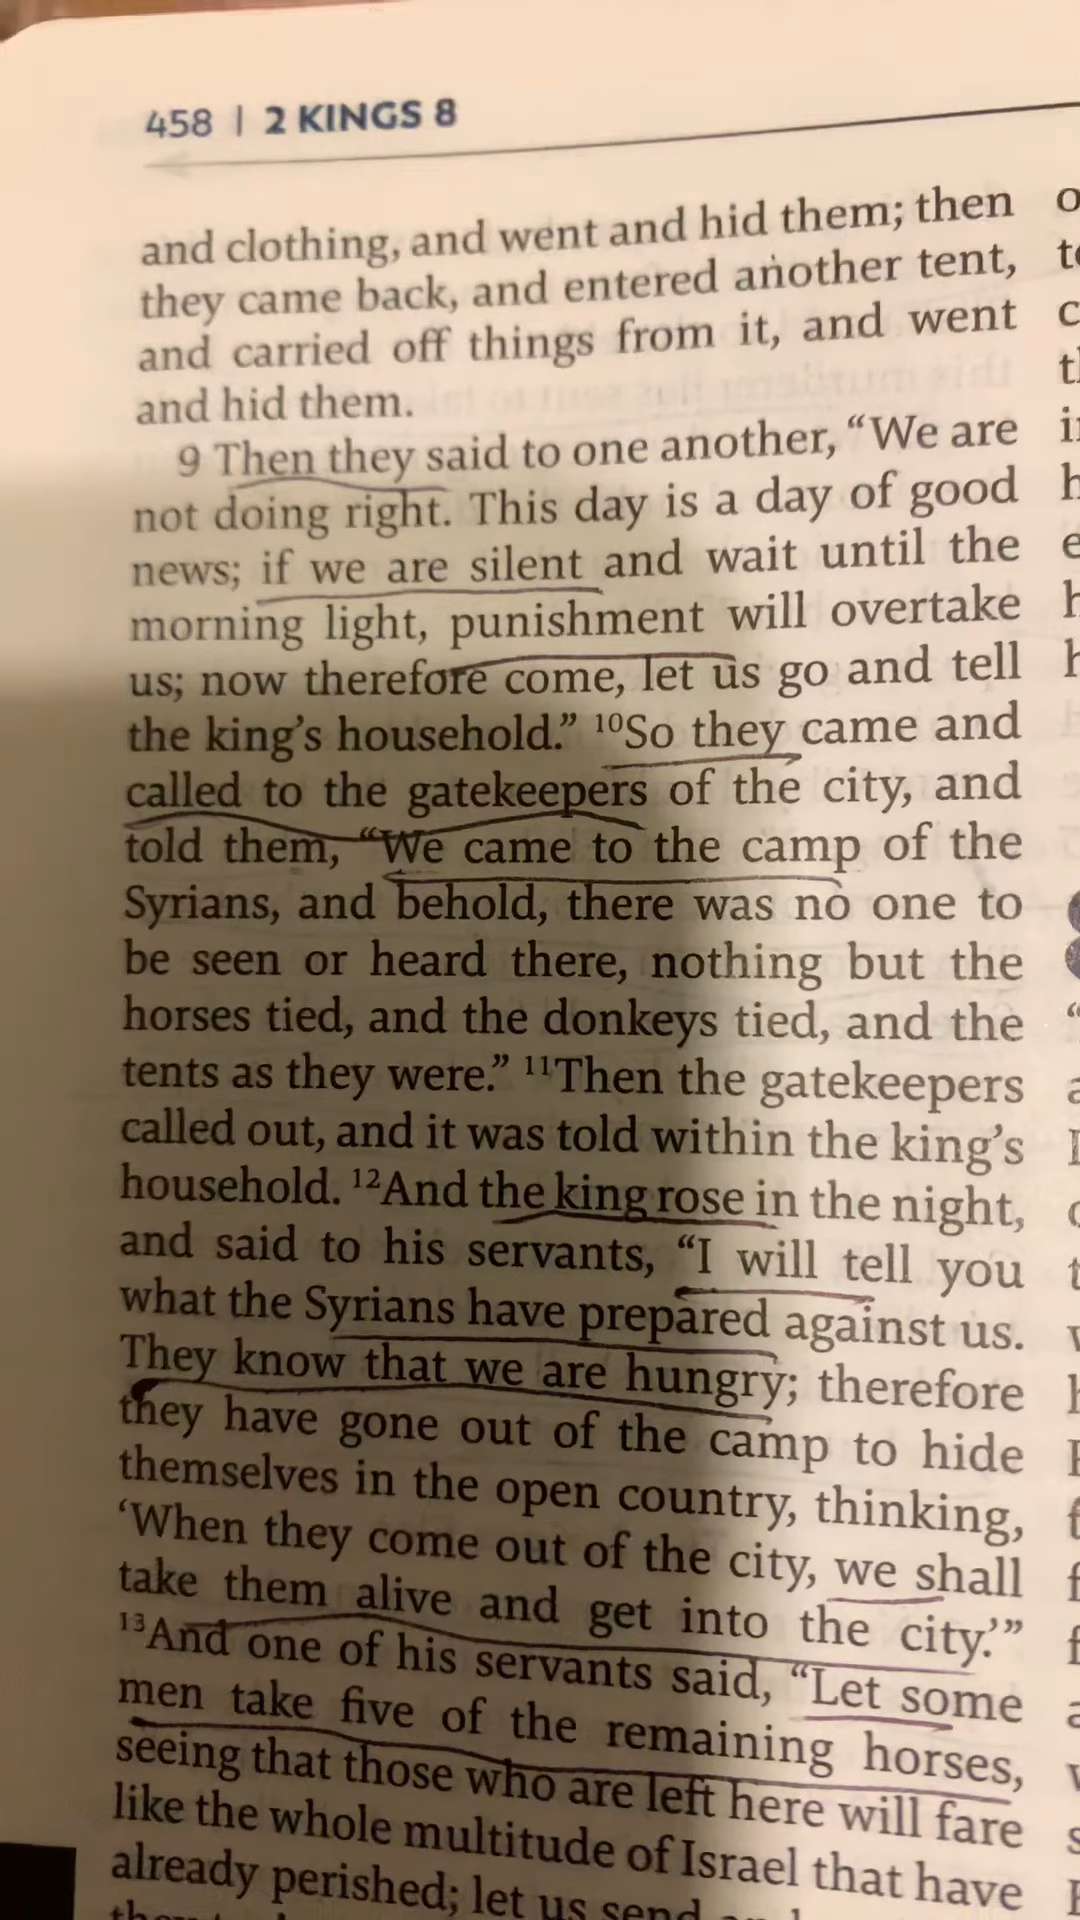 458 | 2 KINGS 8
and clothing, and went and hid them; then
they came back, and entered another tent,
and carried off things from it, and went
and hid them.
9 Then they said to one another, “We are
not doing right. This day is a day of good
news; if we are silent and wait until the
morning light, punishment will overtake
us; now therefore come, let us go and tell
the king’s household.” ¹⁰So they came and
called to the gatekeepers of the city, and
told them, “We came to the camp of the
Syrians, and behold, there was no one to
be seen or heard there, nothing but the
horses tied, and the donkeys tied, and the
tents as they were.” ¹¹Then the gatekeepers
called out, and it was told within the king’s
household. ¹²And the king rose in the night,
and said to his servants, “I will tell you
what the Syrians have prepared against us.
They know that we are hungry; therefore
they have gone out of the camp to hide
themselves in the open country, thinking,
‘When they come out of the city, we shall
take them alive and get into the city.’”
¹³And one of his servants said, “Let some
men take five of the remaining horses,
seeing that those who are left here will fare
like the whole multitude of Israel that have
already perished; let us send